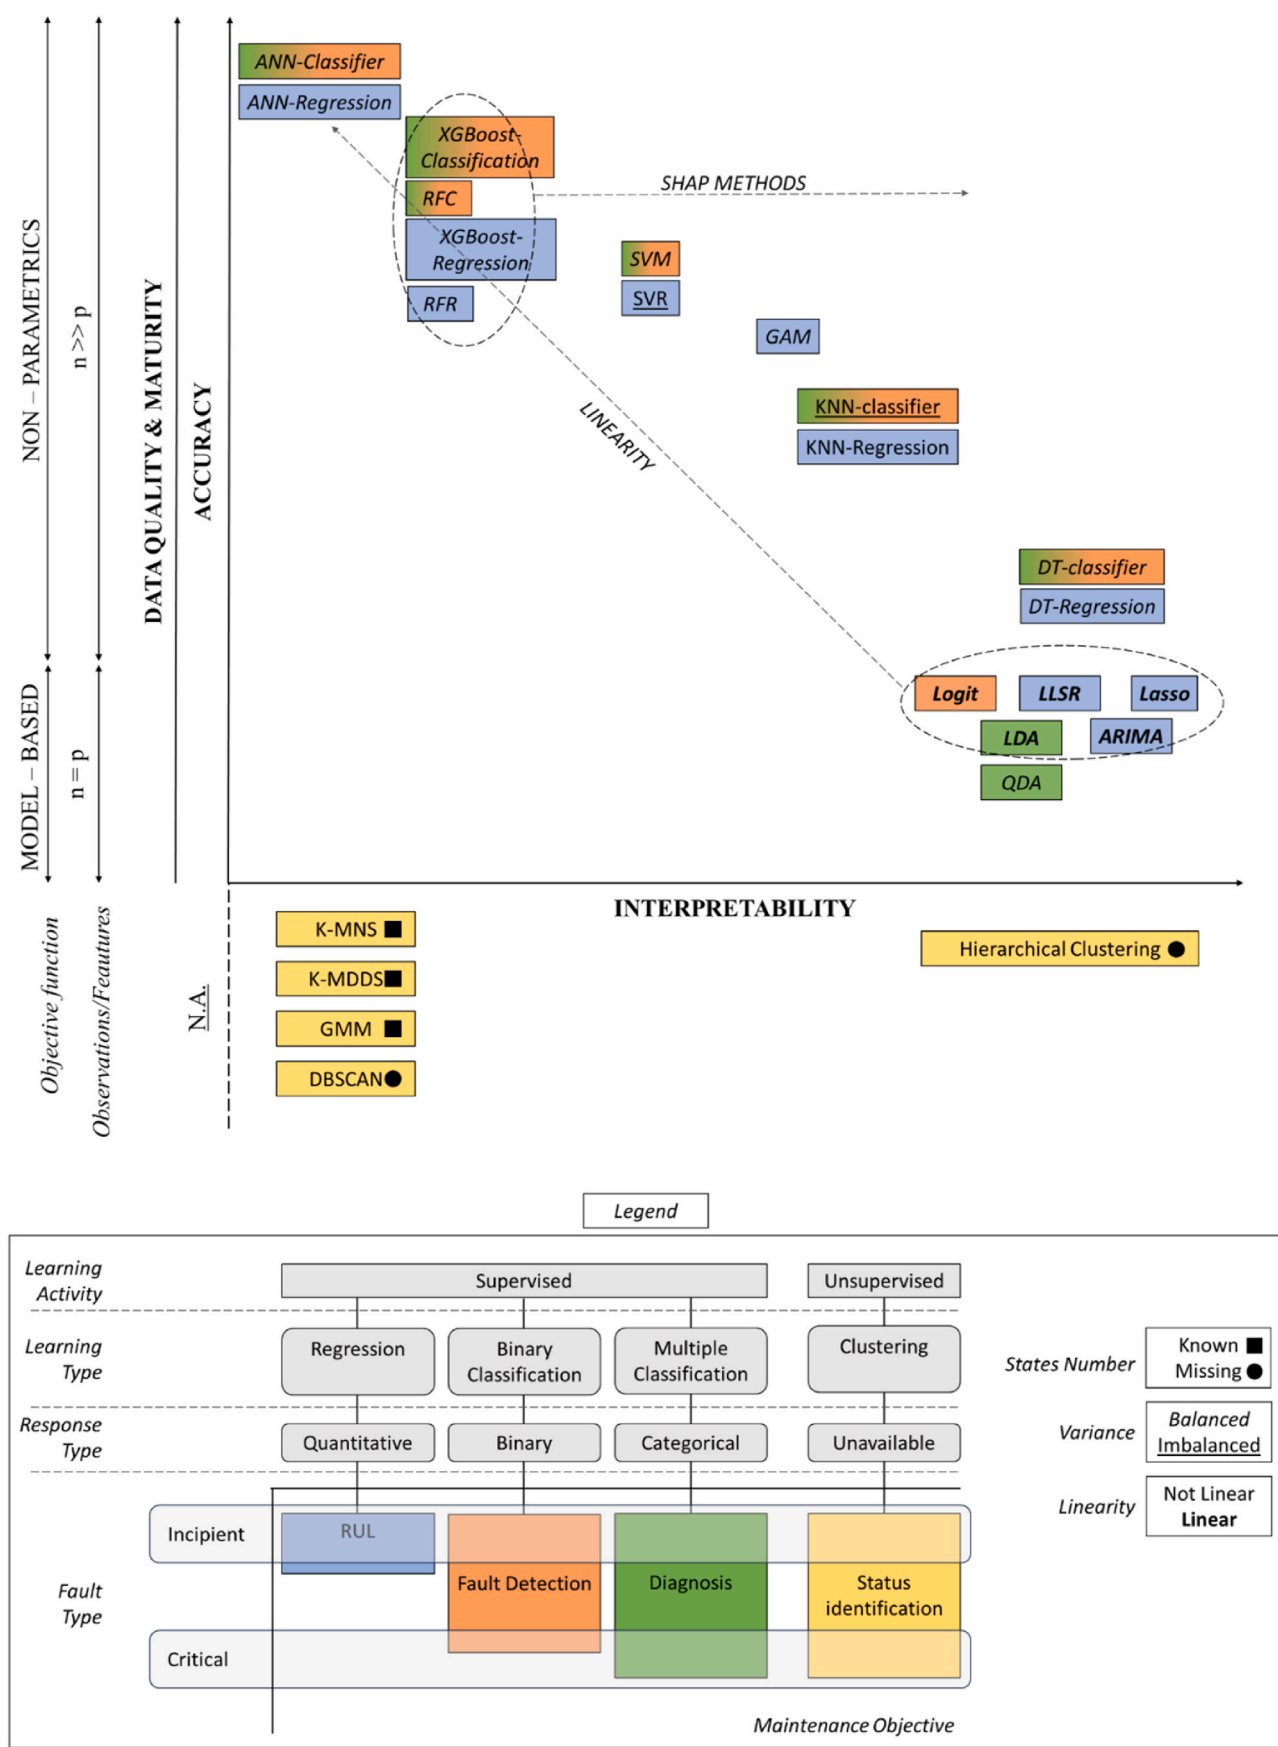 ANN-Classifier
ANN-Regression
XGBoost-
Classification
RFC
XGBoost-
Regression
RFR
SHAP METHODS
SVM
SVR
GAM
LINEARITY
KNN-classifier
KNN-Regression
DT-classifier
DT-Regression
Logit
LLSR
Lasso
LDA
ARIMA
QDA
NON – PARAMETRICS
n >> p
DATA QUALITY & MATURITY
ACCURACY
MODEL – BASED
n = p
INTERPRETABILITY
Objective function
Observations/Feautures
N.A.
K-MNS
K-MDDS
GMM
DBSCAN
Hierarchical Clustering
Legend
Learning
Activity
Supervised
Unsupervised
Learning
Type
Regression
Binary
Classification
Multiple
Classification
Clustering
Response
Type
Quantitative
Binary
Categorical
Unavailable
Fault
Type
Incipient
RUL
Fault Detection
Diagnosis
Status
identification
Critical
Maintenance Objective
States Number
Known
Missing
Variance
Balanced
Imbalanced
Linearity
Not Linear
Linear